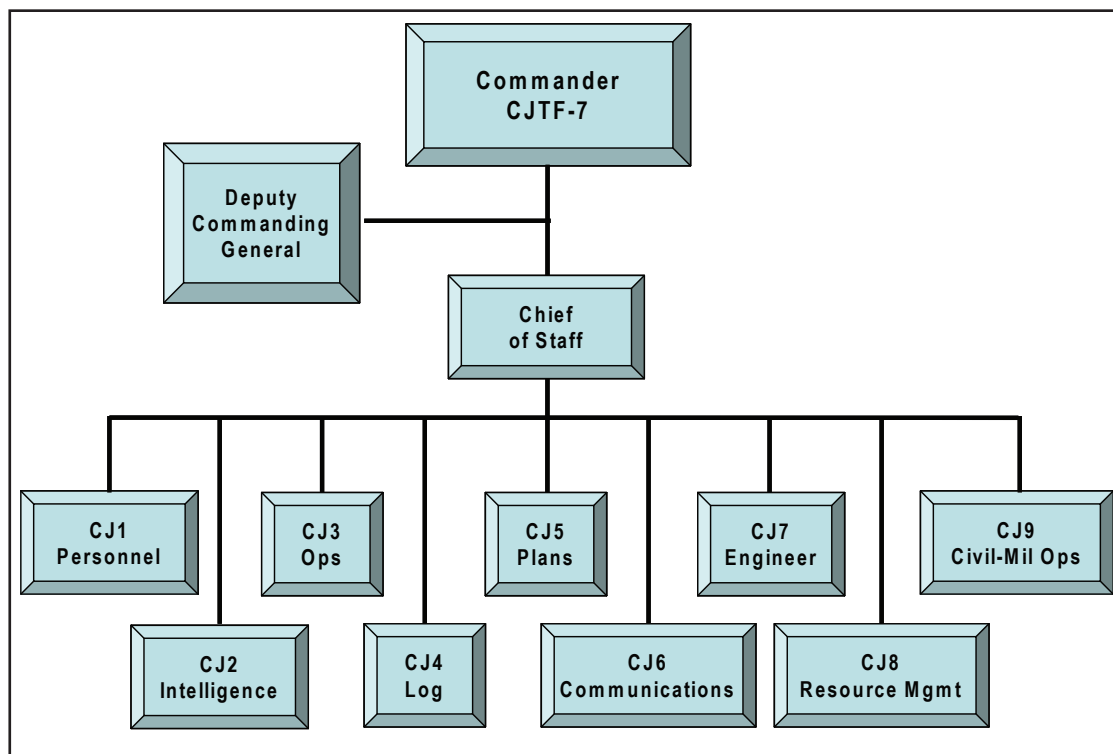 Commander
CJTF-7
Deputy
Commanding
General
Chief
of Staff
CJ1
Personnel
CJ3
Ops
CJ5
Plans
CJ7
Engineer
CJ9
Civil-Mil Ops
CJ2
Intelligence
CJ4
Log
CJ6
Communications
CJ8
Resource Mgmt